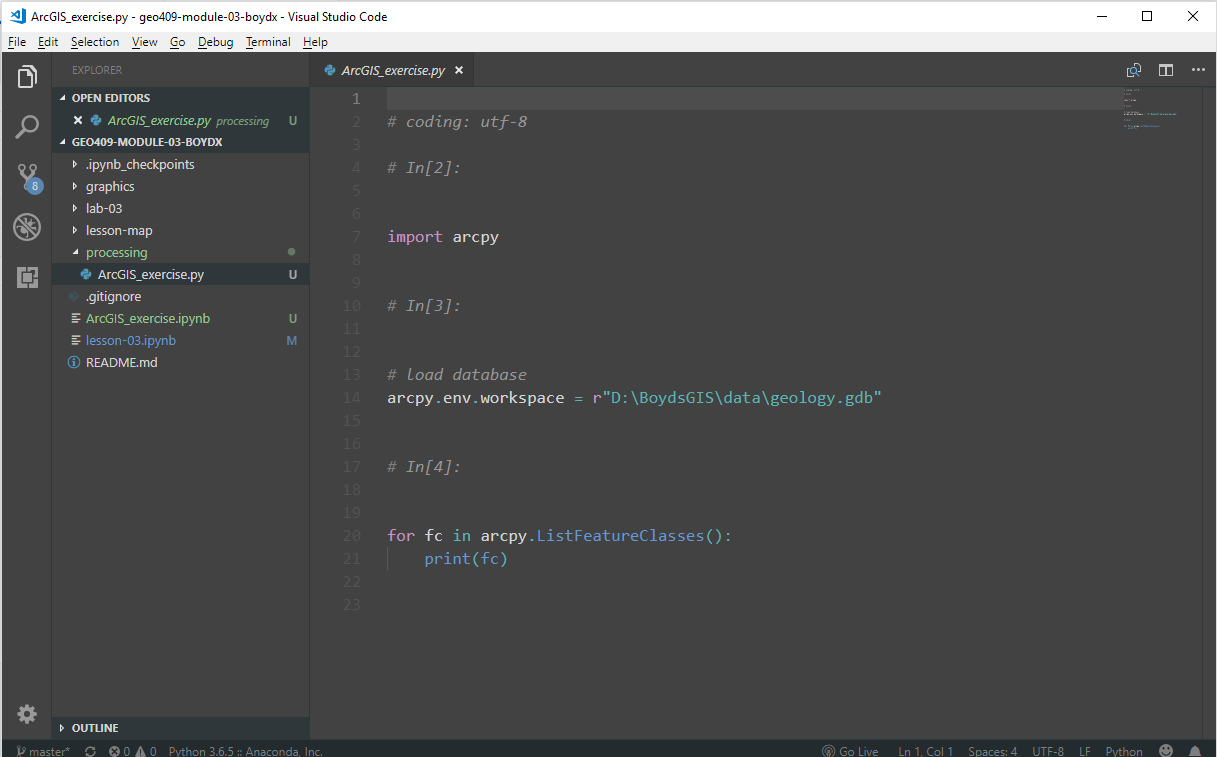 ArcGIS_exercise.py - geo409-module-03-boydx - Visual Studio Code
File Edit Selection View Go Debug Terminal Help
EXPLORER
OPEN EDITORS
ArcGIS_exercise.py processing U
GEO409-MODULE-03-BOYDX
.ipynb_checkpoints
graphics
lab-03
lesson-map
processing
ArcGIS_exercise.py U
.gitignore
ArcGIS_exercise.ipynb U
lesson-03.ipynb M
README.md
8
OUTLINE
ArcGIS_exercise.py
1
2 # coding: utf-8
3
4 # In[2]:
5
6
7 import arcpy
8
9
10 # In[3]:
11
12
13 # load database
14 arcpy.env.workspace = r"D:\BoydsGIS\data\geology.gdb"
15
16
17 # In[4]:
18
19
20 for fc in arcpy.ListFeatureClasses():
21     print(fc)
22
23
master* 0 0 Python 3.6.5 :: Anaconda, Inc. Go Live Ln 1, Col 1 Spaces: 4 UTF-8 LF Python